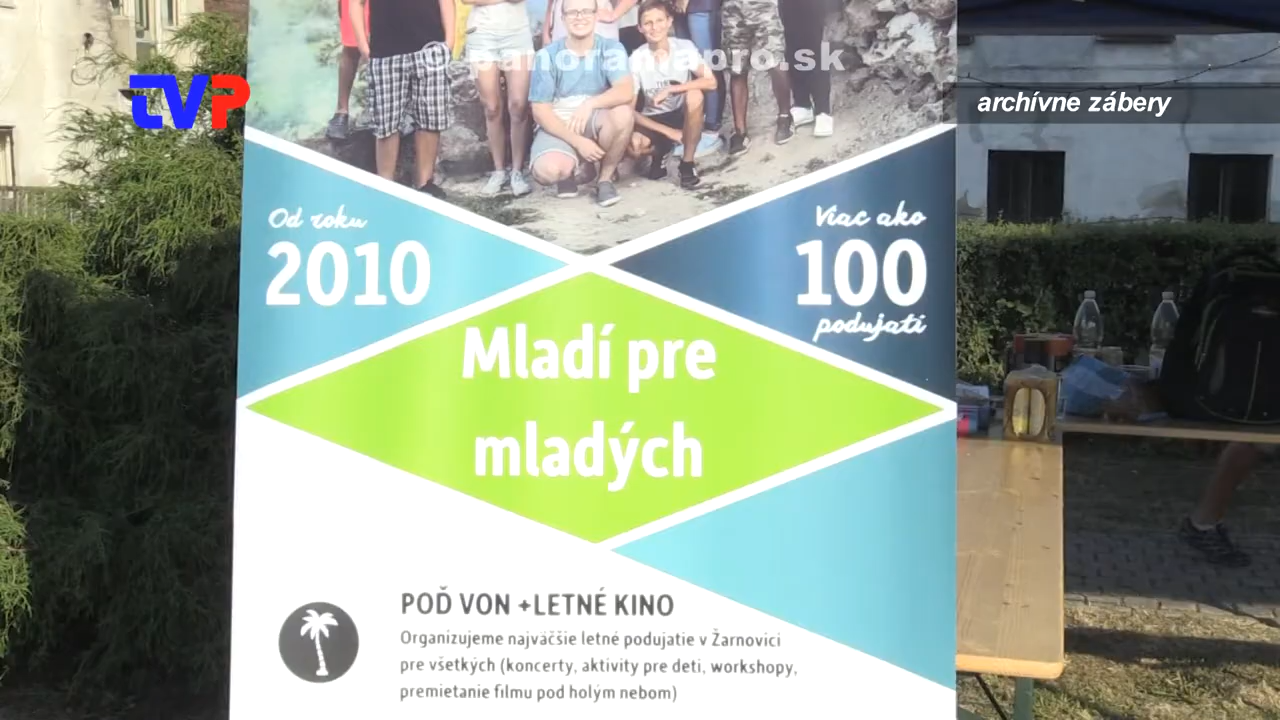 © panoramapro.sk
TVP
archívne zábery
Od roku
2010
Viac ako
100
podujatí
Mladí pre
mladých
POĎ VON +LETNÉ KINO
Organizujeme najväčšie letné podujatie v Žarnovici
pre všetkých (koncerty, aktivity pre deti, workshopy,
premietanie filmu pod holým nebom)